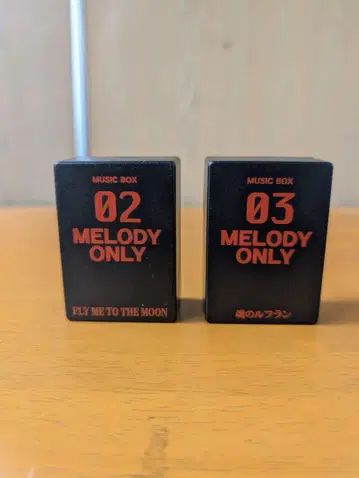 MUSIC BOX
02
MELODY
ONLY
FLY ME TO THE MOON
MUSIC BOX
03
MELODY
ONLY
魂のルフラン